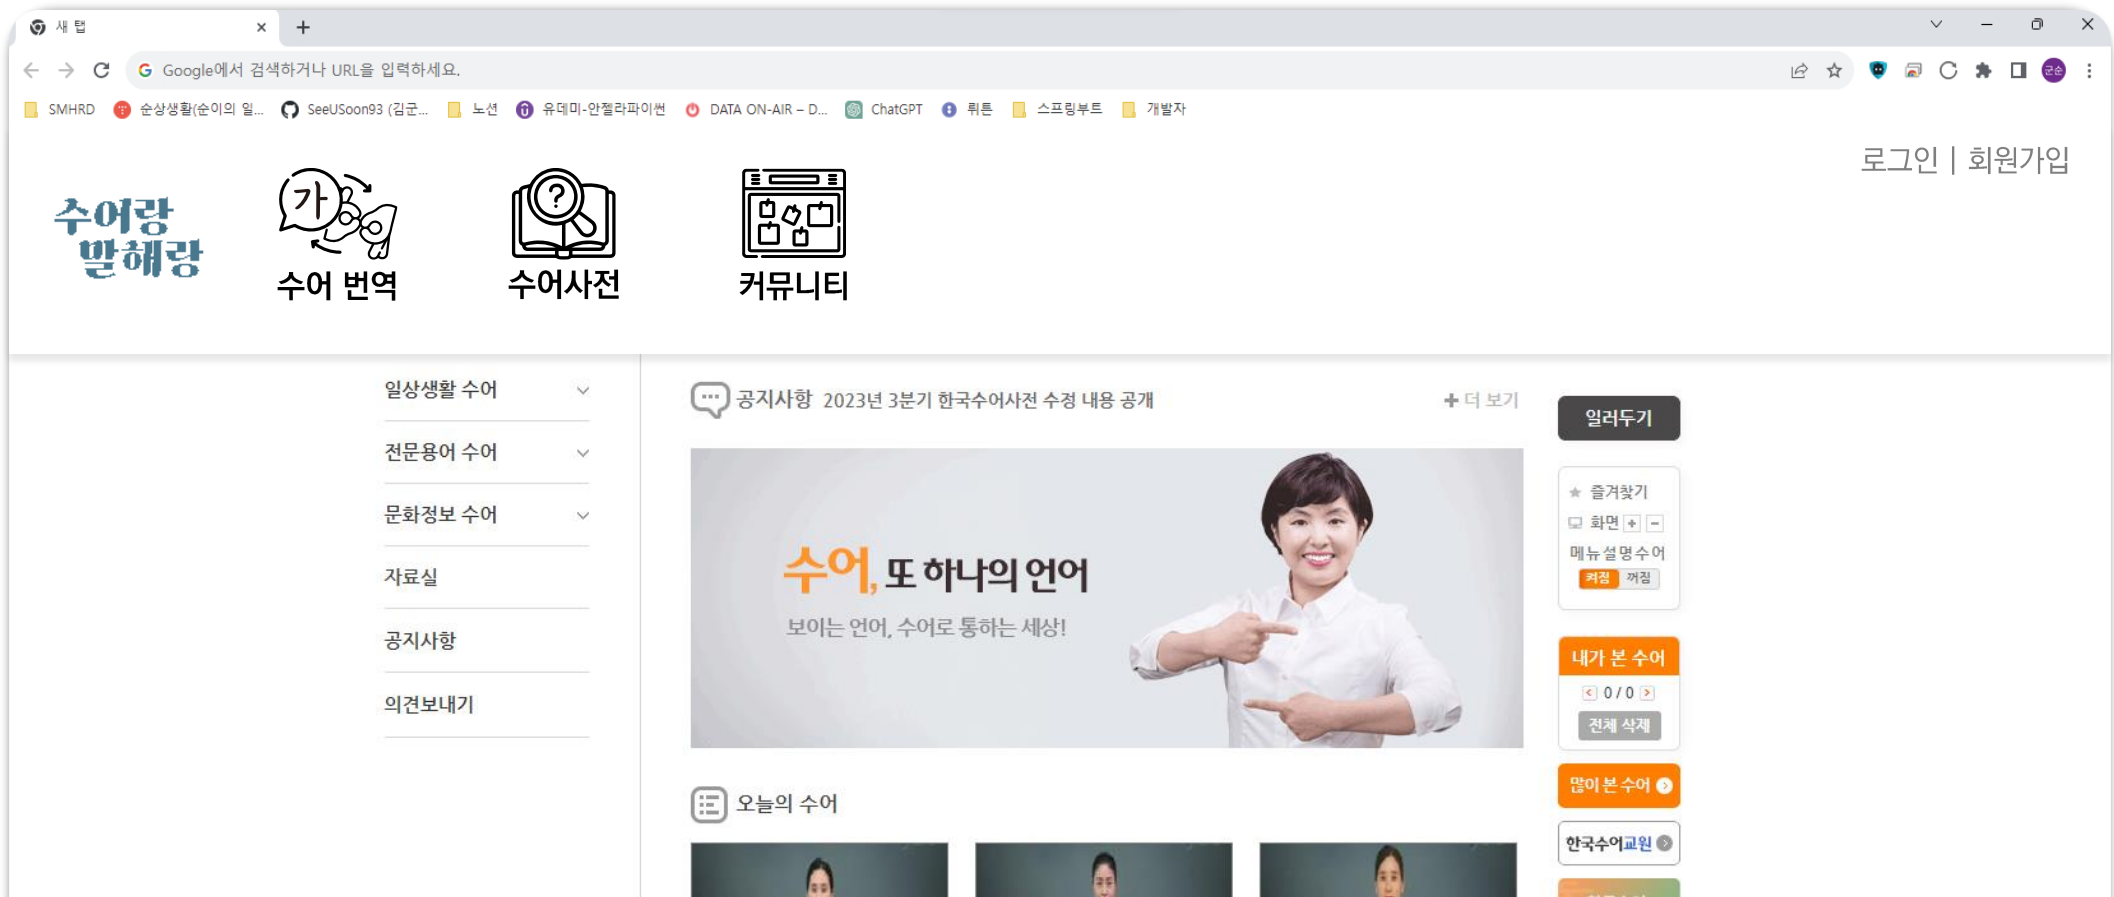 새 탭
Google에서 검색하거나 URL을 입력하세요.
군순
SMHRD
순상생활(순이의 일...
SeeUSoon93 (김군...
노션
유데미-안젤라파이썬
DATA ON-AIR – D...
ChatGPT
뤼튼
스프링부트
개발자
로그인 | 회원가입
수어랑
말해랑
가
수어 번역
수어사전
커뮤니티
일상생활 수어
전문용어 수어
문화정보 수어
자료실
공지사항
의견보내기
공지사항 2023년 3분기 한국수어사전 수정 내용 공개
+ 더 보기
수어, 또 하나의 언어
보이는 언어, 수어로 통하는 세상!
오늘의 수어
일러두기
즐겨찾기
화면 + -
메뉴설명수어
켜짐 꺼짐
내가 본 수어
< 0 / 0 >
전체 삭제
많이 본 수어
한국수어교원